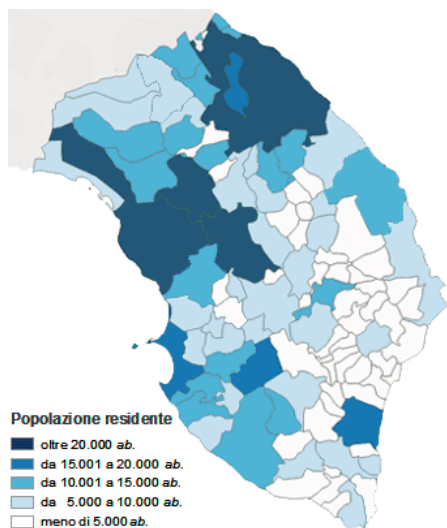 Popolazione residente
oltre 20.000 ab.
da 15.001 a 20.000 ab.
da 10.001 a 15.000 ab.
da 5.000 a 10.000 ab.
meno di 5.000 ab.